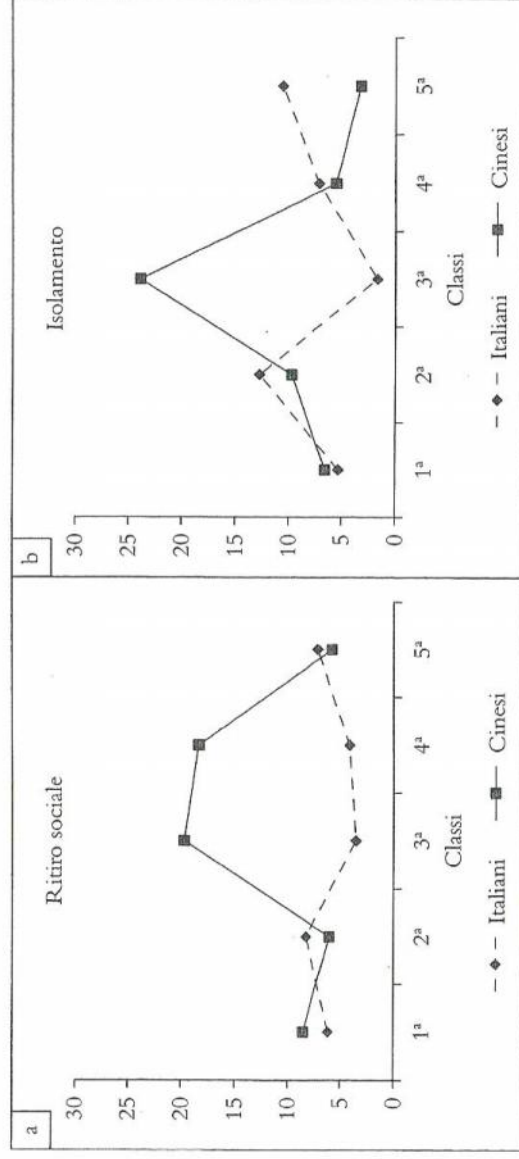 a
Ritiro sociale
30
25
20
15
10
5
0
1ª 2ª 3ª 4ª 5ª
Classi
Italiani Cinesi
b
Isolamento
30
25
20
15
10
5
0
1ª 2ª 3ª 4ª 5ª
Classi
Italiani Cinesi